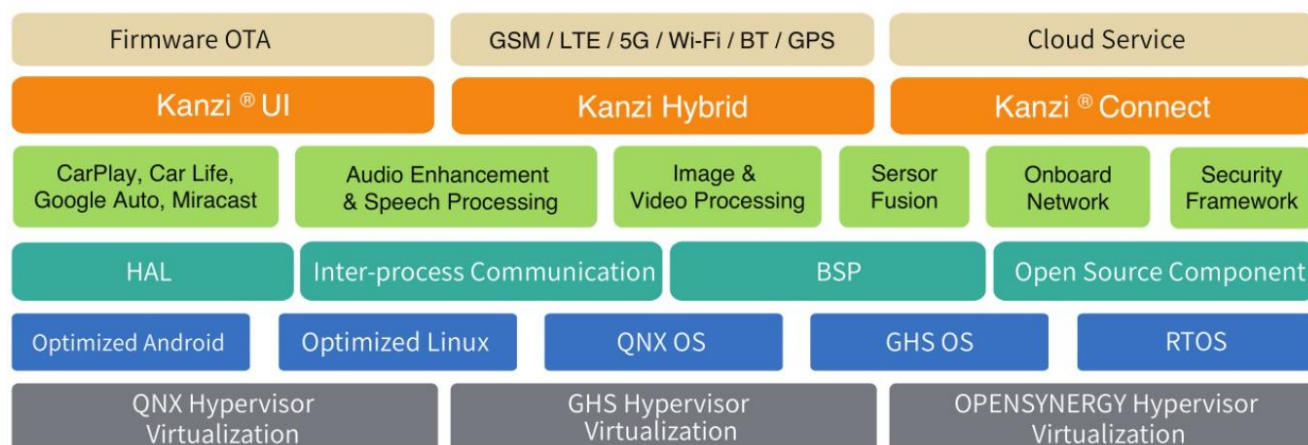 Firmware OTA
GSM / LTE / 5G / Wi-Fi / BT / GPS
Cloud Service
Kanzi ® UI
Kanzi Hybrid
Kanzi ® Connect
CarPlay, Car Life,
Google Auto, Miracast
Audio Enhancement
& Speech Processing
Image &
Video Processing
Sersor
Fusion
Onboard
Network
Security
Framework
HAL
Inter-process Communication
BSP
Open Source Component
Optimized Android
Optimized Linux
QNX OS
GHS OS
RTOS
QNX Hypervisor
Virtualization
GHS Hypervisor
Virtualization
OPENSYNERGY Hypervisor
Virtualization